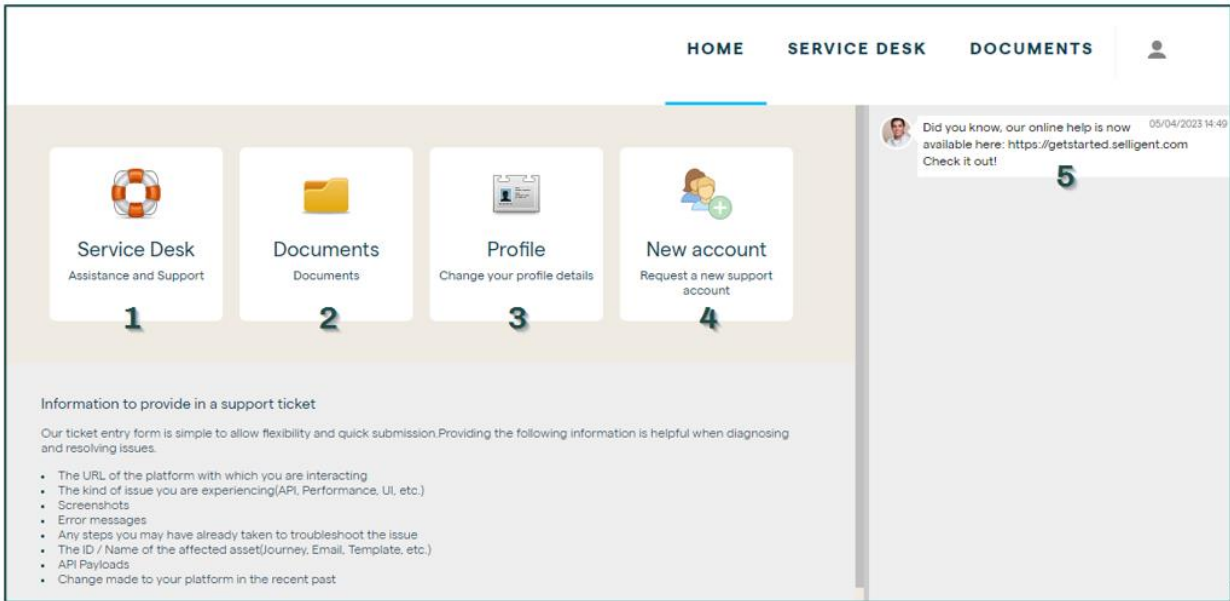 HOME SERVICE DESK DOCUMENTS
Service Desk
Assistance and Support
1
Documents
Documents
2
Profile
Change your profile details
3
New account
Request a new support
account
4
Did you know, our online help is now 05/04/2023 14:49
available here: https://getstarted.selligent.com
Check it out!
5
Information to provide in a support ticket
Our ticket entry form is simple to allow flexibility and quick submission.Providing the following information is helpful when diagnosing
and resolving issues.
• The URL of the platform with which you are interacting
• The kind of issue you are experiencing(API, Performance, UI, etc.)
• Screenshots
• Error messages
• Any steps you may have already taken to troubleshoot the issue
• The ID / Name of the affected asset(Journey, Email, Template, etc.)
• API Payloads
• Change made to your platform in the recent past